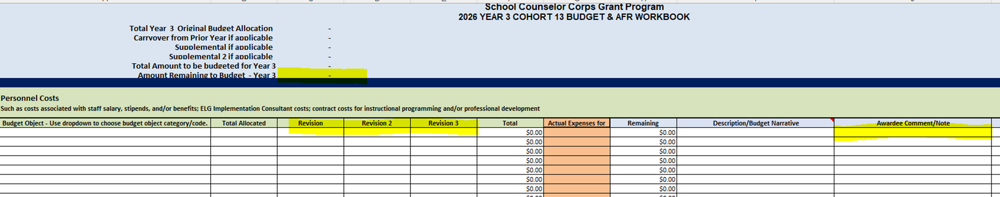 School Counselor Corps Grant Program
2026 YEAR 3 COHORT 13 BUDGET & AFR WORKBOOK
Total Year 3 Original Budget Allocation -
Carryover from Prior Year if applicable -
Supplemental if applicable -
Supplemental 2 if applicable -
Total Amount to be budgeted for Year 3 -
Amount Remaining to Budget - Year 3 -
Personnel Costs
Such as costs associated with staff salary, stipends, and/or benefits; ELG Implementation Consultant costs; contract costs for instructional programming and/or professional development
Budget Object - Use dropdown to choose budget object category/code. Total Allocated Revision Revision 2 Revision 3 Total Actual Expenses for Remaining Description/Budget Narrative Awardee Comment/Note
$0.00 $0.00
$0.00 $0.00
$0.00 $0.00
$0.00 $0.00
$0.00 $0.00
$0.00 $0.00
$0.00 $0.00